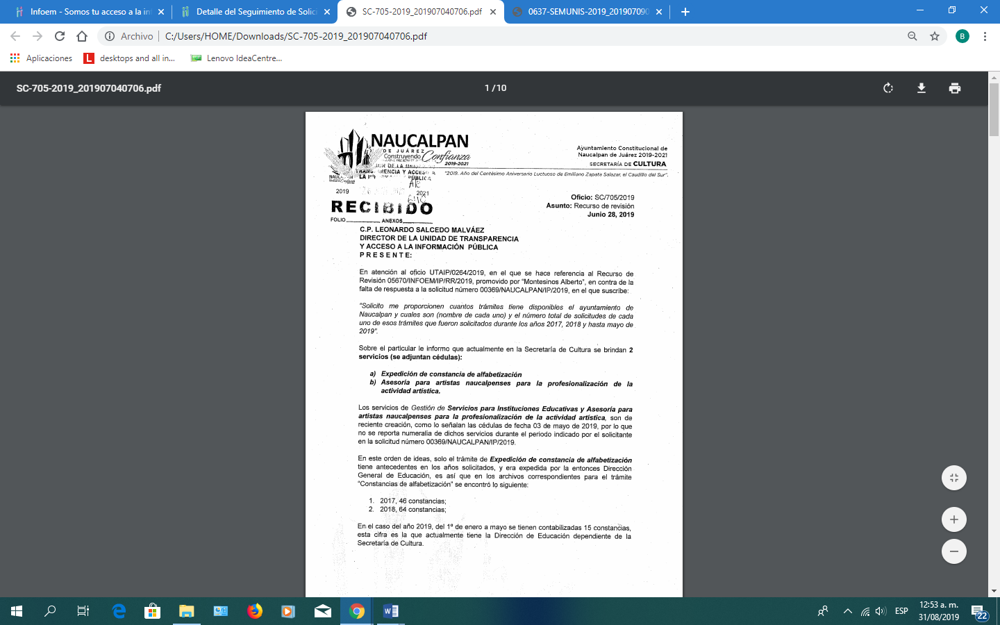 Infoem - Somos tu acceso a la in
Detalle del Seguimiento de Solic
SC-705-2019_201907040706.pdf
0637-SEMUNIS-2019_20190709
Archivo
C:/Users/HOME/Downloads/SC-705-2019_201907040706.pdf
B
Aplicaciones
desktops and all in...
Lenovo IdeaCentre...
SC-705-2019_201907040706.pdf
1 / 10
NAUCALPAN
DE JUÁREZ
Construyendo Confianza
2019-2021
Ayuntamiento Constitucional de
Naucalpan de Juárez 2019-2021
SECRETARÍA DE CULTURA
"2019. Año del Centésimo Aniversario Luctuoso de Emiliano Zapata Salazar, el Caudillo del Sur".
TRANSPARENCIA Y ACCESO A
LA INFORMACIÓN PÚBLICA
2019
2021
RECIBIDO
FOLIO ANEXOS
Oficio: SC/705/2019
Asunto: Recurso de revisión
Junio 28, 2019
C.P. LEONARDO SALCEDO MALVÁEZ
DIRECTOR DE LA UNIDAD DE TRANSPARENCIA
Y ACCESO A LA INFORMACIÓN PÚBLICA
P R E S E N T E:
En atención al oficio UTAIP/0264/2019, en el que se hace referencia al Recurso de
Revisión 05670/INFOEM/IP/RR/2019, promovido por "Montesinos Alberto", en contra de la
falta de respuesta a la solicitud número 00369/NAUCALPAN/IP/2019, en el que suscribe:
"Solicito me proporcionen cuantos trámites tiene disponibles el ayuntamiento de
Naucalpan y cuales son (nombre de cada uno) y el número total de solicitudes de cada
uno de esos trámites que fueron solicitados durante los años 2017, 2018 y hasta mayo de
2019".
Sobre el particular le informo que actualmente en la Secretaría de Cultura se brindan 2
servicios (se adjuntan cédulas):
a) Expedición de constancia de alfabetización
b) Asesoría para artistas naucalpenses para la profesionalización de la
actividad artística.
Los servicios de Gestión de Servicios para Instituciones Educativas y Asesoría para
artistas naucalpenses para la profesionalización de la actividad artística, son de
reciente creación, como lo señalan las cédulas de fecha 03 de mayo de 2019, por lo que
no se reporta numeralia de dichos servicios durante el periodo indicado por el solicitante
en la solicitud número 00369/NAUCALPAN/IP/2019.
En este orden de ideas, solo el trámite de Expedición de constancia de alfabetización
tiene antecedentes en los años solicitados, y era expedida por la entonces Dirección
General de Educación, es así que en los archivos correspondientes para el trámite
"Constancias de alfabetización" se encontró lo siguiente:
1. 2017, 46 constancias;
2. 2018, 64 constancias;
En el caso del año 2019, del 1º de enero a mayo se tienen contabilizadas 15 constancias,
esta cifra es la que actualmente tiene la Dirección de Educación dependiente de la
Secretaría de Cultura.
ESP
12:53 a. m.
31/08/2019
22